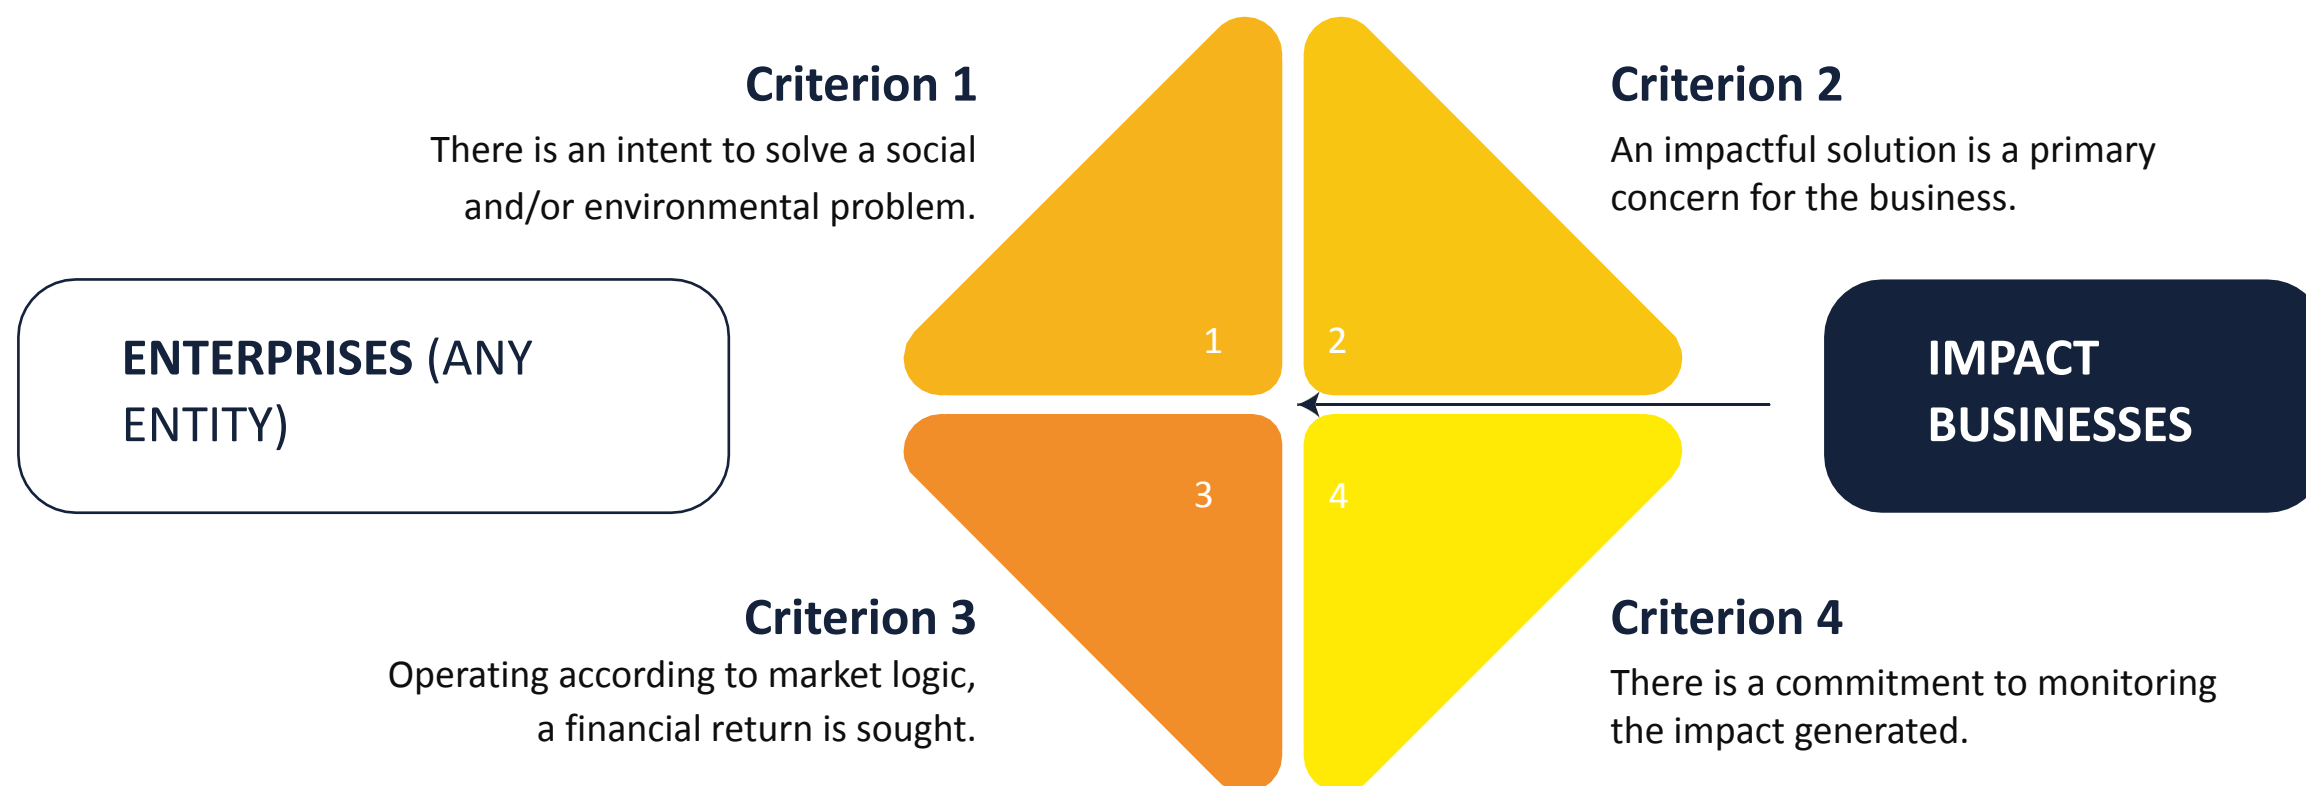 Criterion 1
There is an intent to solve a social
and/or environmental problem.
Criterion 2
An impactful solution is a primary
concern for the business.
ENTERPRISES (ANY
ENTITY)
1
2
3
4
IMPACT
BUSINESSES
Criterion 3
Operating according to market logic,
a financial return is sought.
Criterion 4
There is a commitment to monitoring
the impact generated.